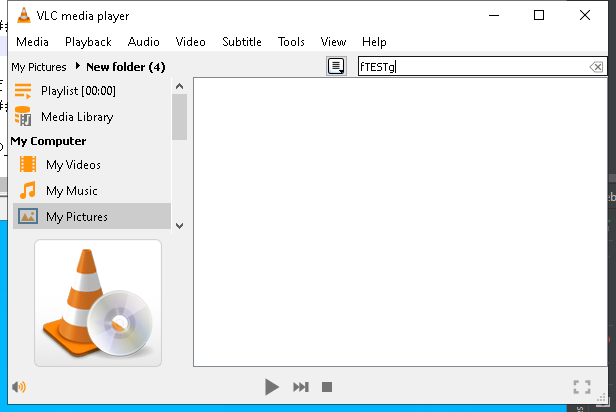 VLC media player
Media Playback Audio Video Subtitle Tools View Help
My Pictures New folder (4)
fTESTg
Playlist [00:00]
Media Library
My Computer
My Videos
My Music
My Pictures